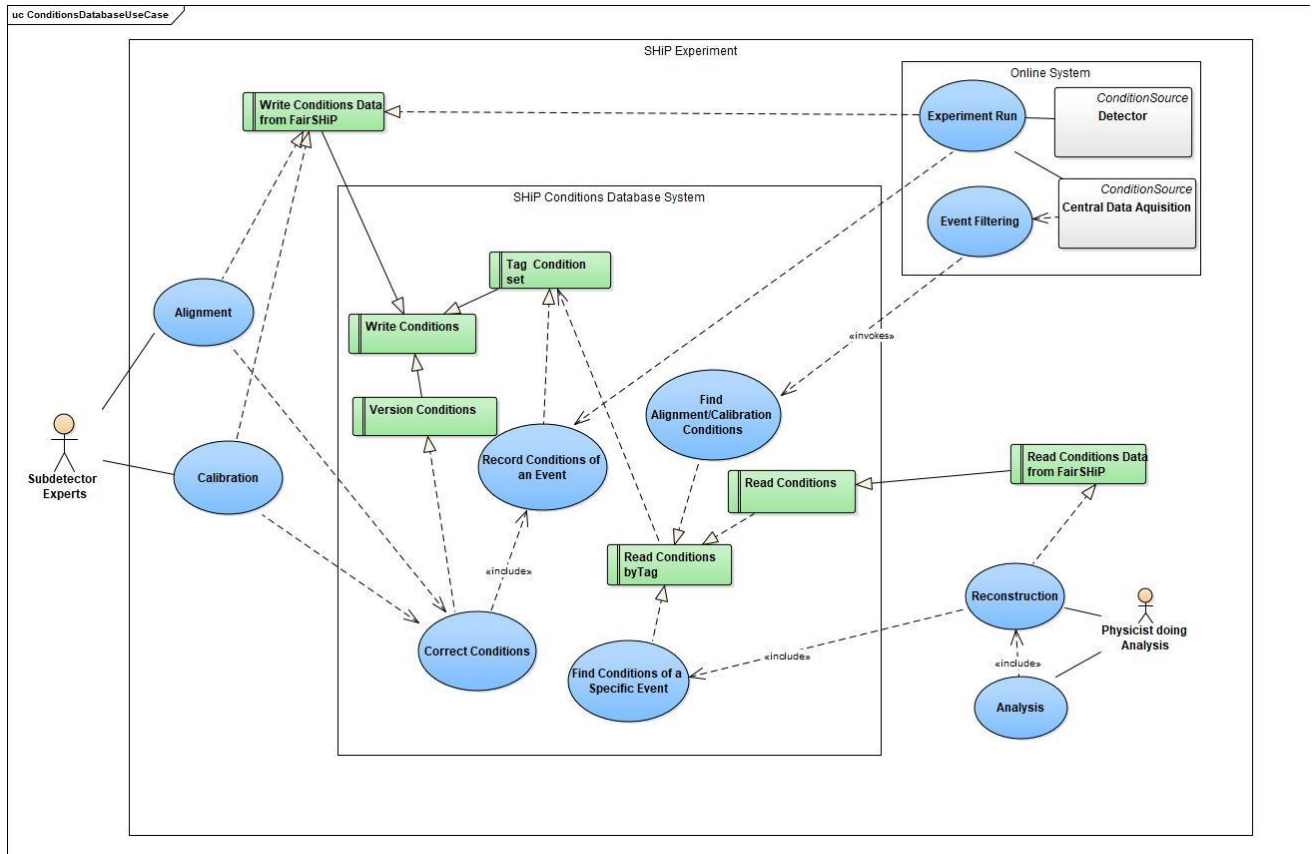 uc ConditionsDatabaseUseCase
SHiP Experiment
Online System
Write Conditions Data
from FairSHiP
Experiment Run
ConditionSource
Detector
ConditionSource
Central Data Aquisition
Event Filtering
SHiP Conditions Database System
Tag Condition
set
Alignment
Write Conditions
«invokes»
Version Conditions
Find
Alignment/Calibration
Conditions
Subdetector
Experts
Calibration
Record Conditions of
an Event
Read Conditions
Read Conditions Data
from FairSHiP
«include»
Read Conditions
byTag
Reconstruction
Physicist doing
Analysis
Correct Conditions
«include»
«include»
Find Conditions of a
Specific Event
Analysis